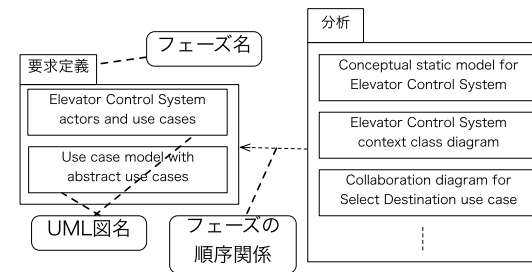 フェーズ名
要求定義
Elevator Control System
actors and use cases
Use case model with
abstract use cases
UML図名
フェーズの
順序関係
分析
Conceptual static model for
Elevator Control System
Elevator Control System
context class diagram
Collaboration diagram for
Select Destination use case